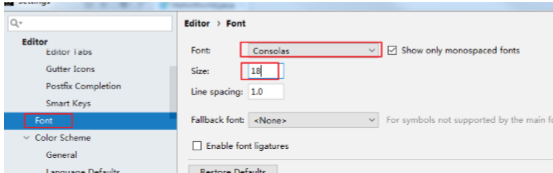 Settings
Editor
Editor Tabs
Gutter Icons
Postfix Completion
Smart Keys
Font
Color Scheme
General
Language Defaults
Editor > Font
Font: Consolas Show only monospaced fonts
Size: 18
Line spacing: 1.0
Fallback font: <None> For symbols not supported by the main
Enable font ligatures
Restore Defaults